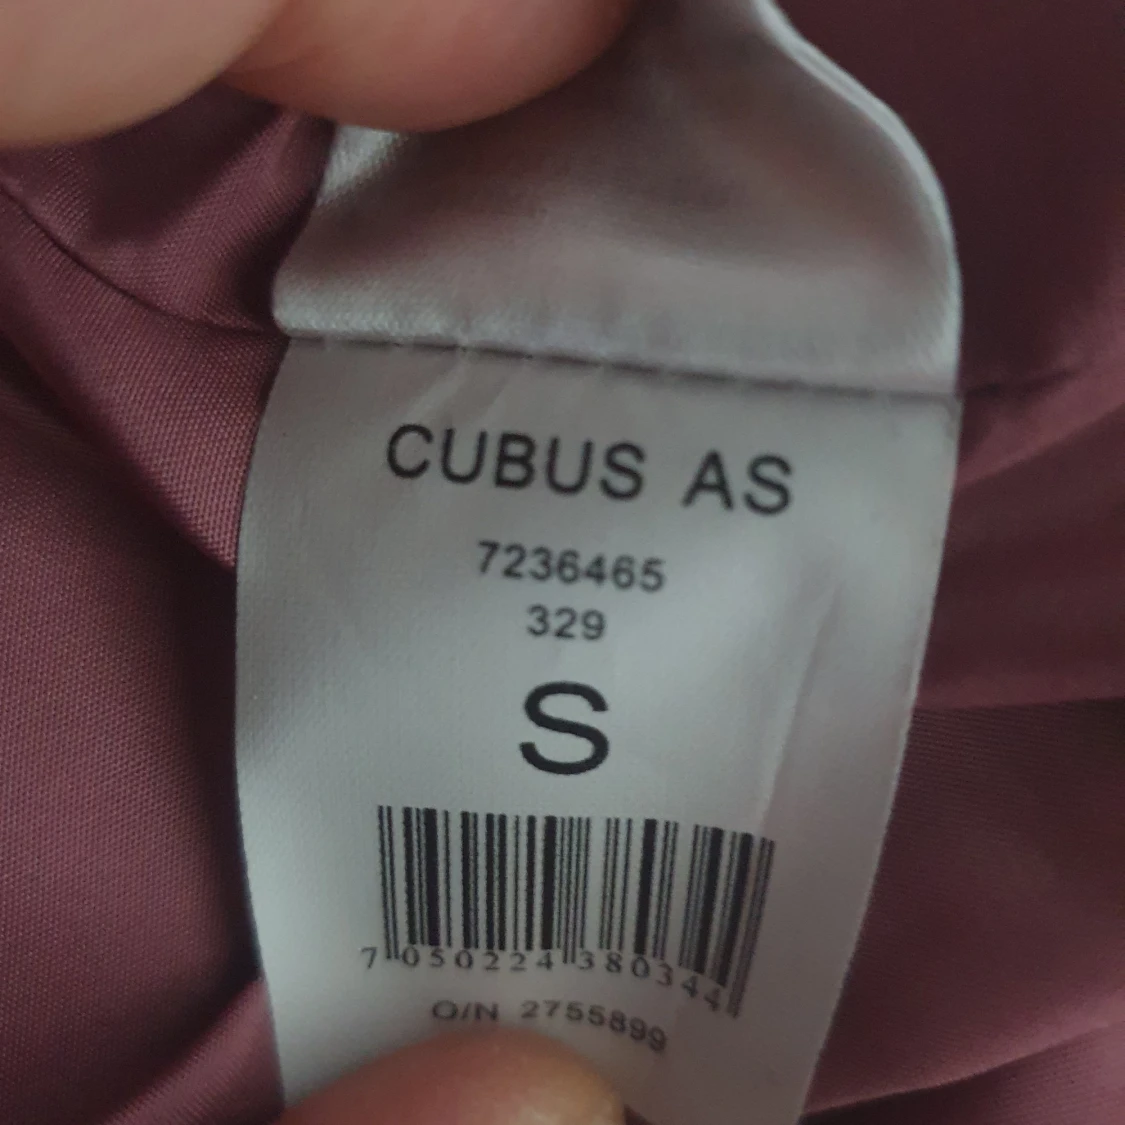 CUBUS AS
7236465
329
S
7 050224 380344
O/N 2755899